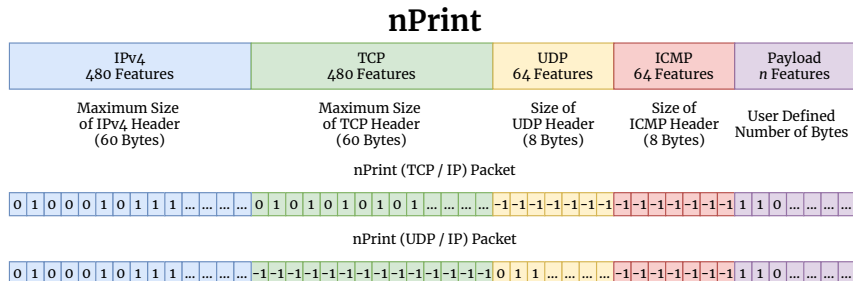 nPrint
IPv4
480 Features
TCP
480 Features
UDP
64 Features
ICMP
64 Features
Payload
n Features
Maximum Size
of IPv4 Header
(60 Bytes)
Maximum Size
of TCP Header
(60 Bytes)
Size of
UDP Header
(8 Bytes)
Size of
ICMP Header
(8 Bytes)
User Defined
Number of Bytes
nPrint (TCP / IP) Packet
0 1 0 0 0 1 0 1 1 1 ... ... ... ... 0 1 0 1 0 1 0 1 0 1 ... ... ... ... -1 -1 -1 -1 -1 -1 -1 -1 -1 -1 -1 -1 -1 -1 1 1 0 ... ... ... ...
nPrint (UDP / IP) Packet
0 1 0 0 0 1 0 1 1 1 ... ... ... ... -1 -1 -1 -1 -1 -1 -1 -1 -1 -1 -1 -1 -1 -1 0 1 1 ... ... ... ... -1 -1 -1 -1 -1 -1 -1 1 1 0 ... ... ... ...